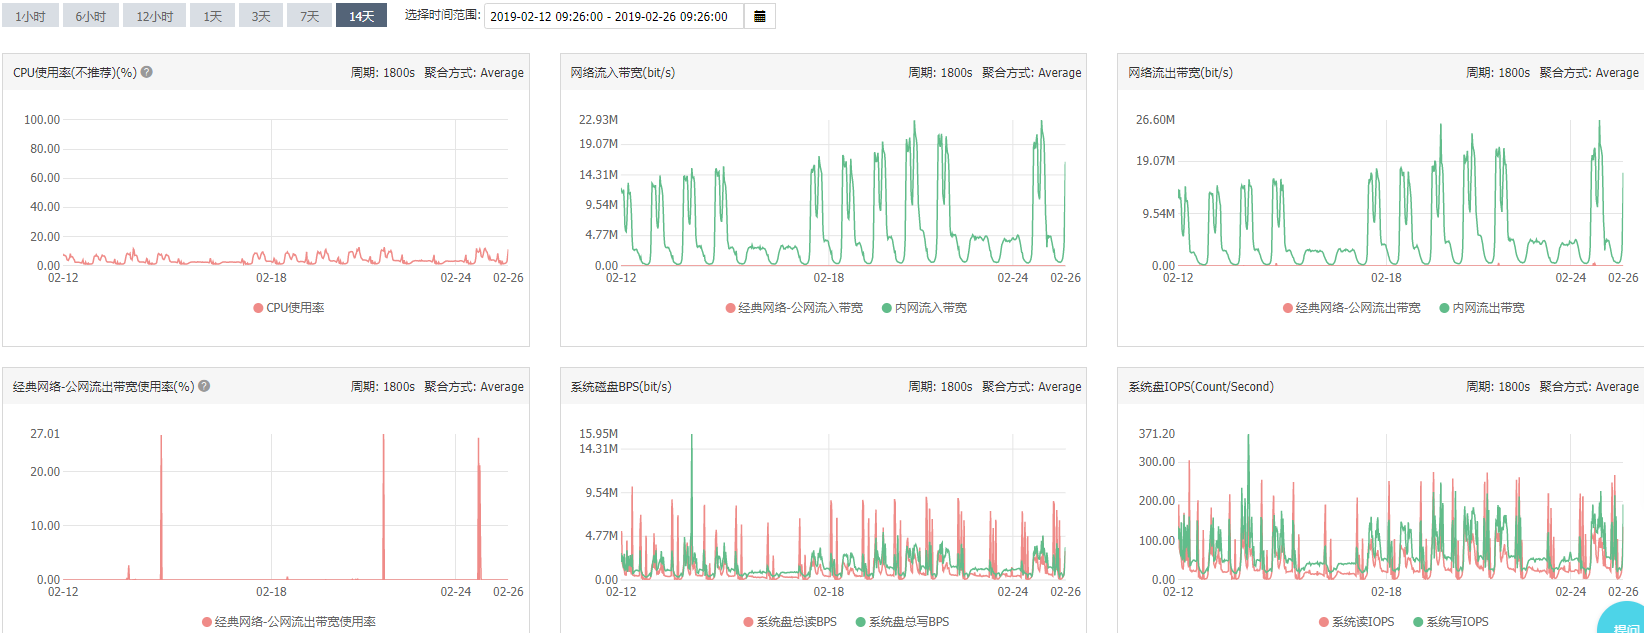 1小时 6小时 12小时 1天 3天 7天 14天 选择时间范围: 2019-02-12 09:26:00 - 2019-02-26 09:26:00
CPU使用率(不推荐)(%) ? 周期: 1800s 聚合方式: Average
100.00
80.00
60.00
40.00
20.00
0.00
02-12 02-18 02-24 02-26
CPU使用率
网络流入带宽(bit/s) 周期: 1800s 聚合方式: Average
22.93M
19.07M
14.31M
9.54M
4.77M
0.00
02-12 02-18 02-24 02-26
经典网络-公网流入带宽 内网流入带宽
网络流出带宽(bit/s) 周期: 1800s 聚合方式: Average
26.60M
19.07M
9.54M
0.00
02-12 02-18 02-24 02-26
经典网络-公网流出带宽 内网流出带宽
经典网络-公网流出带宽使用率(%) ? 周期: 1800s 聚合方式: Average
27.01
20.00
10.00
0.00
02-12 02-18 02-24 02-26
经典网络-公网流出带宽使用率
系统磁盘BPS(bit/s) 周期: 1800s 聚合方式: Average
15.95M
14.31M
9.54M
4.77M
0.00
02-12 02-18 02-24 02-26
系统盘总读BPS 系统盘总写BPS
系统盘IOPS(Count/Second) 周期: 1800s 聚合方式: Average
371.20
300.00
200.00
100.00
0.00
02-12 02-18 02-24 02-26
系统读IOPS 系统写IOPS